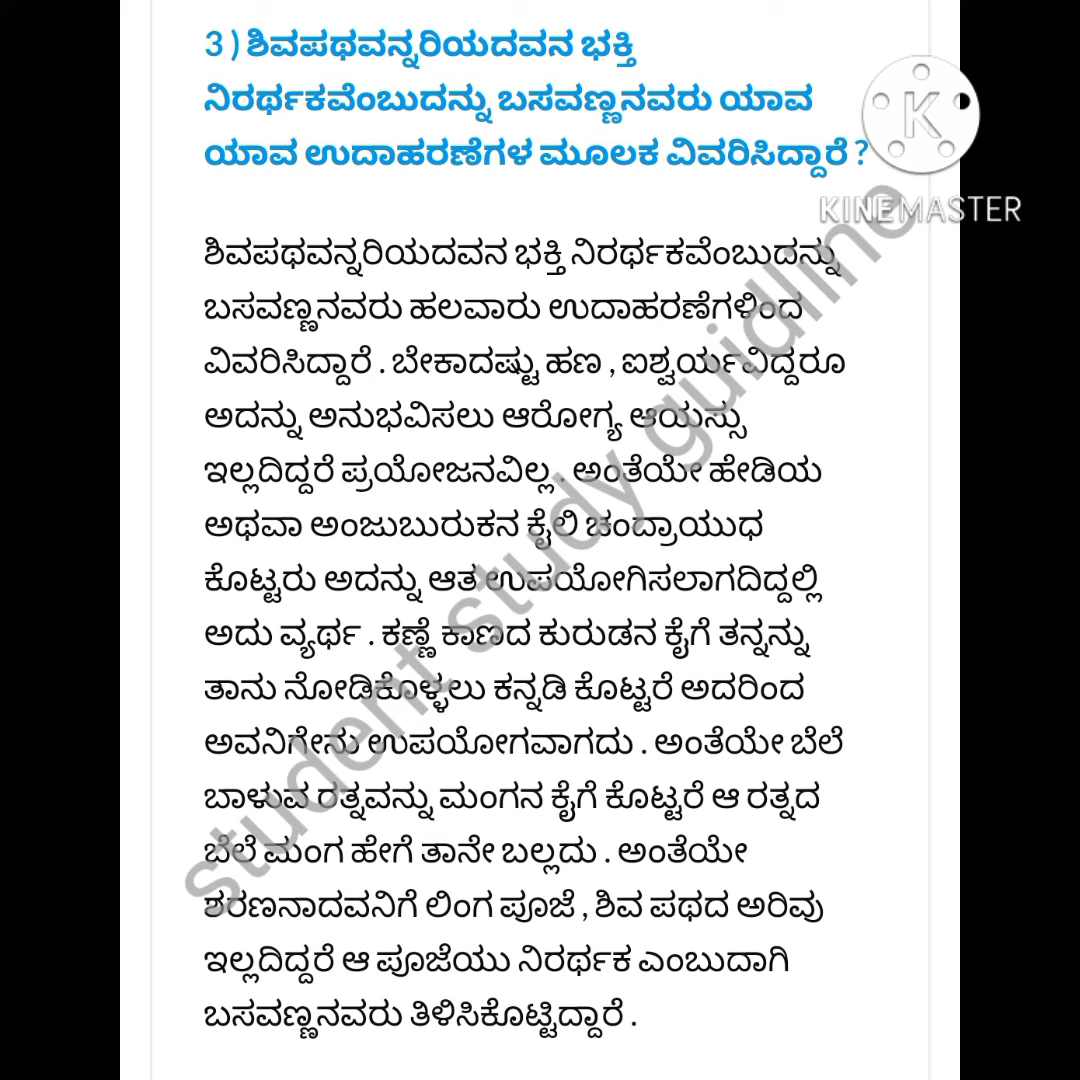 3 ) ಶಿವಪಥವನ್ನರಿಯದವನ ಭಕ್ತಿ
ನಿರರ್ಥಕವೆಂಬುದನ್ನು ಬಸವಣ್ಣನವರು ಯಾವ
ಯಾವ ಉದಾಹರಣೆಗಳ ಮೂಲಕ ವಿವರಿಸಿದ್ದಾರೆ ?
K
KINEMASTER
ಶಿವಪಥವನ್ನರಿಯದವನ ಭಕ್ತಿ ನಿರರ್ಥಕವೆಂಬುದನ್ನು
ಬಸವಣ್ಣನವರು ಹಲವಾರು ಉದಾಹರಣೆಗಳಿಂದ
ವಿವರಿಸಿದ್ದಾರೆ . ಬೇಕಾದಷ್ಟು ಹಣ , ಐಶ್ವರ್ಯವಿದ್ದರೂ
ಅದನ್ನು ಅನುಭವಿಸಲು ಆರೋಗ್ಯ ಆಯಸ್ಸು
ಇಲ್ಲದಿದ್ದರೆ ಪ್ರಯೋಜನವಿಲ್ಲ . ಅಂತೆಯೇ ಹೇಡಿಯ
ಅಥವಾ ಅಂಜುಬುರುಕನ ಕೈಲಿ ಚಂದ್ರಾಯುಧ
ಕೊಟ್ಟರು ಅದನ್ನು ಆತ ಉಪಯೋಗಿಸಲಾಗದಿದ್ದಲ್ಲಿ
ಅದು ವ್ಯರ್ಥ . ಕಣ್ಣೆ ಕಾಣದ ಕುರುಡನ ಕೈಗೆ ತನ್ನನ್ನು
ತಾನು ನೋಡಿಕೊಳ್ಳಲು ಕನ್ನಡಿ ಕೊಟ್ಟರೆ ಅದರಿಂದ
ಅವನಿಗೇನು ಉಪಯೋಗವಾಗದು . ಅಂತೆಯೇ ಬೆಲೆ
ಬಾಳುವ ರತ್ನವನ್ನು ಮಂಗನ ಕೈಗೆ ಕೊಟ್ಟರೆ ಆ ರತ್ನದ
ಬೆಲೆ ಮಂಗ ಹೇಗೆ ತಾನೇ ಬಲ್ಲದು . ಅಂತೆಯೇ
ಶರಣನಾದವನಿಗೆ ಲಿಂಗ ಪೂಜೆ , ಶಿವ ಪಥದ ಅರಿವು
ಇಲ್ಲದಿದ್ದರೆ ಆ ಪೂಜೆಯು ನಿರರ್ಥಕ ಎಂಬುದಾಗಿ
ಬಸವಣ್ಣನವರು ತಿಳಿಸಿಕೊಟ್ಟಿದ್ದಾರೆ .
student study guidline